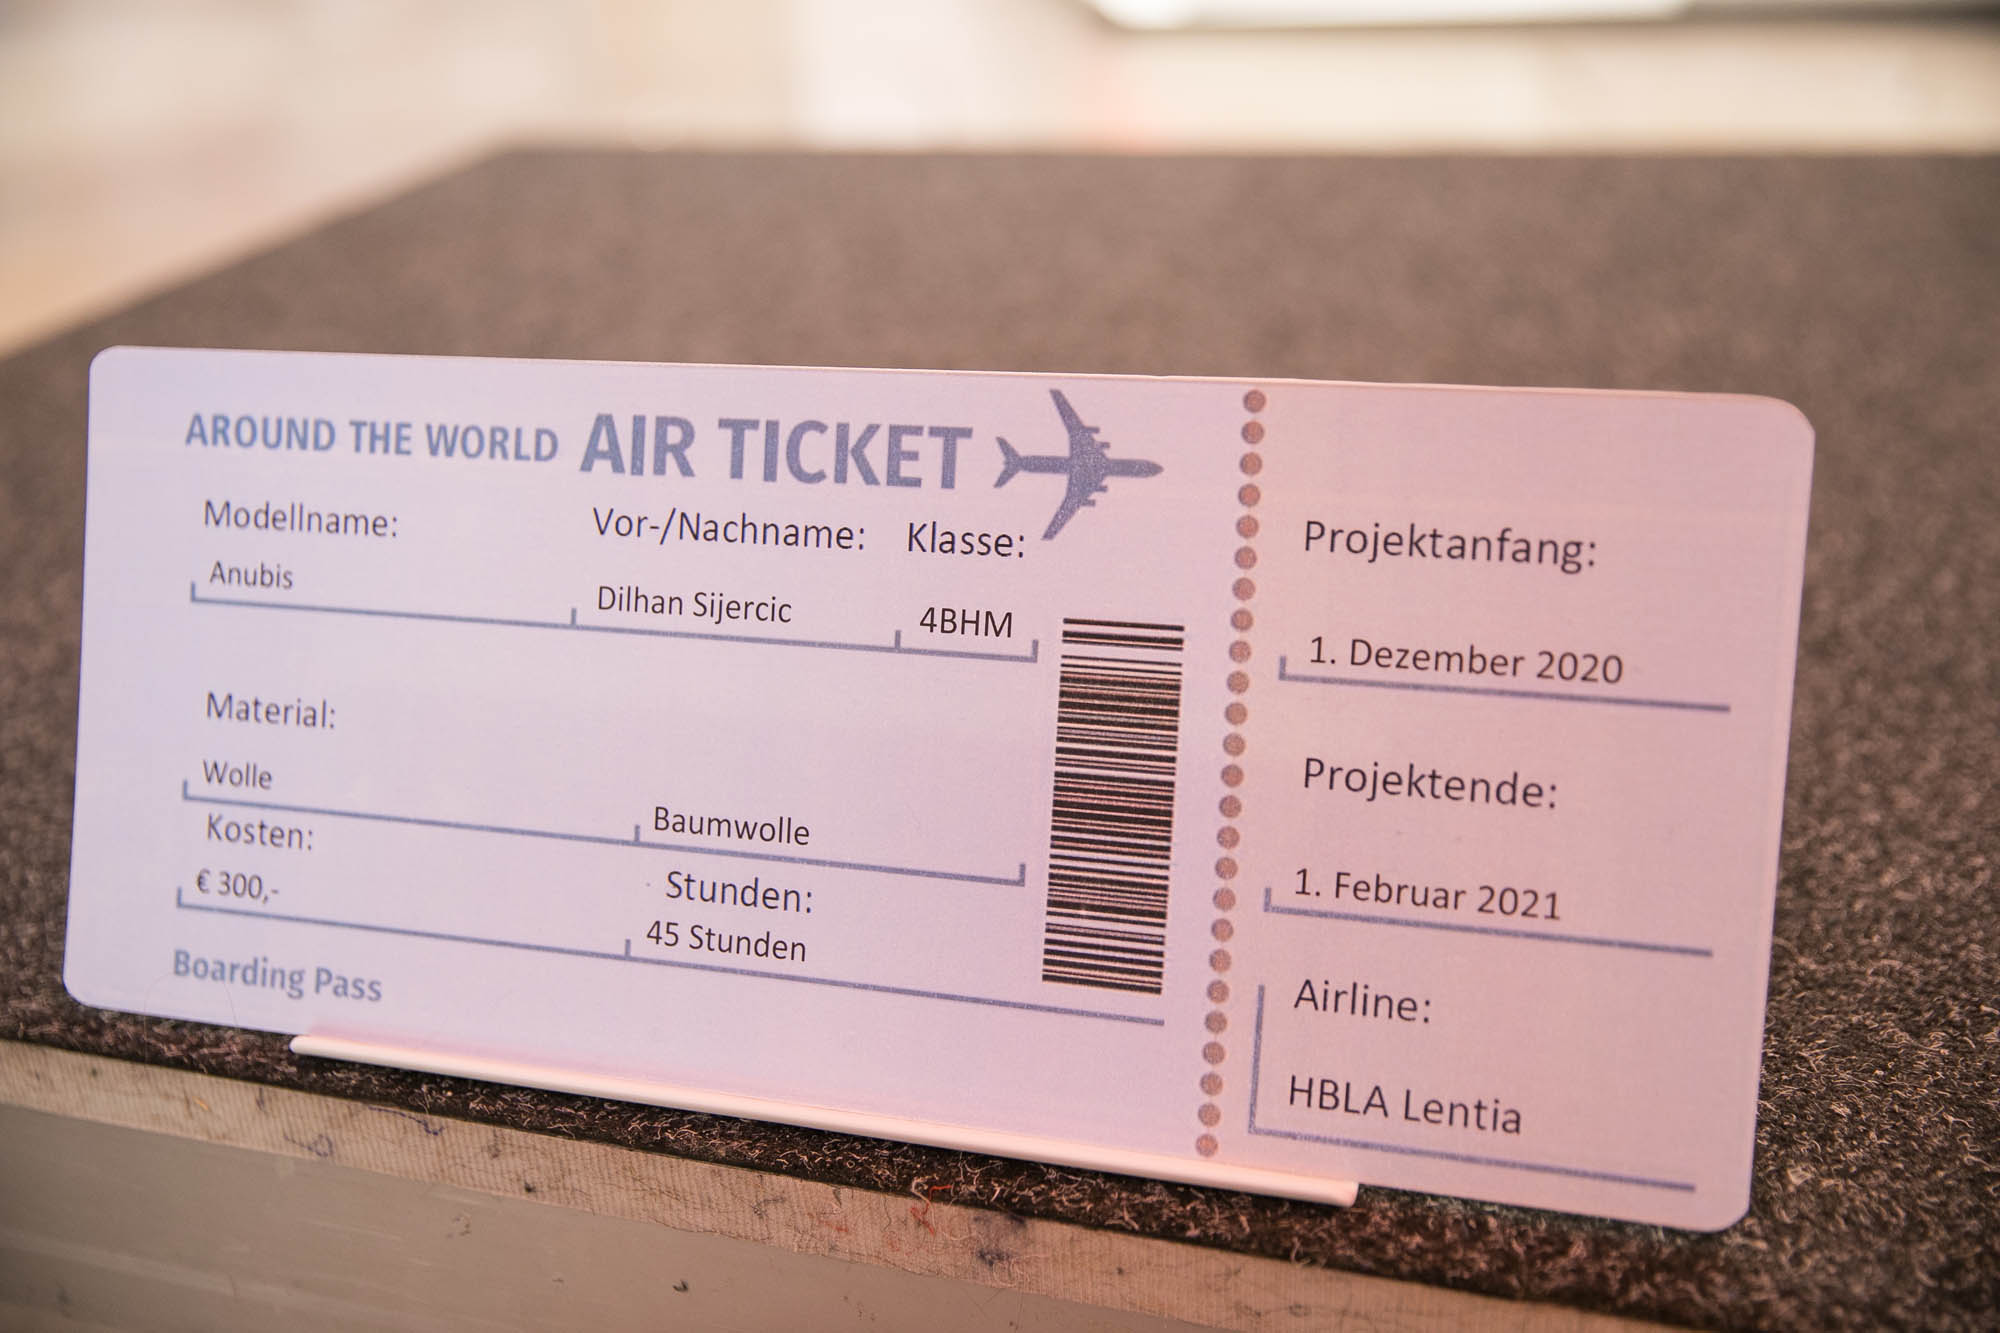 AROUND THE WORLD AIR TICKET
Modellname: Vor-/Nachname: Klasse:
Anubis Dilhan Sijercic 4BHM
Material:
Wolle Baumwolle
Kosten: Stunden:
€ 300,- 45 Stunden
Boarding Pass
Projektanfang:
1. Dezember 2020
Projektende:
1. Februar 2021
Airline:
HBLA Lentia